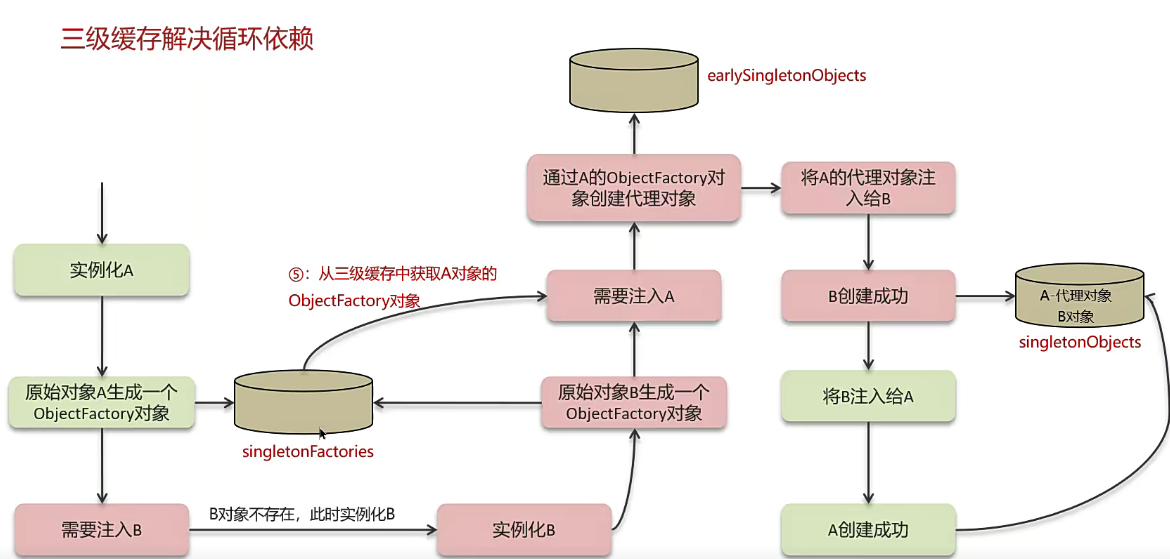 三级缓存解决循环依赖
earlySingletonObjects
通过A的ObjectFactory对
象创建代理对象
将A的代理对象注
入给B
实例化A
⑤：从三级缓存中获取A对象的
ObjectFactory对象
需要注入A
B创建成功
A-代理对象
B对象
singletonObjects
原始对象A生成一个
ObjectFactory对象
singletonFactories
原始对象B生成一个
ObjectFactory对象
将B注入给A
需要注入B
B对象不存在，此时实例化B
实例化B
A创建成功